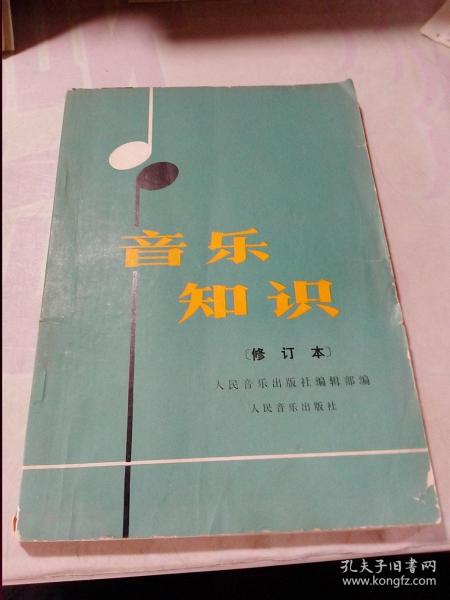 音乐
知识
〔修订本〕
人民音乐出版社编辑部编
人民音乐出版社
孔夫子旧书网
www.kongfz.com